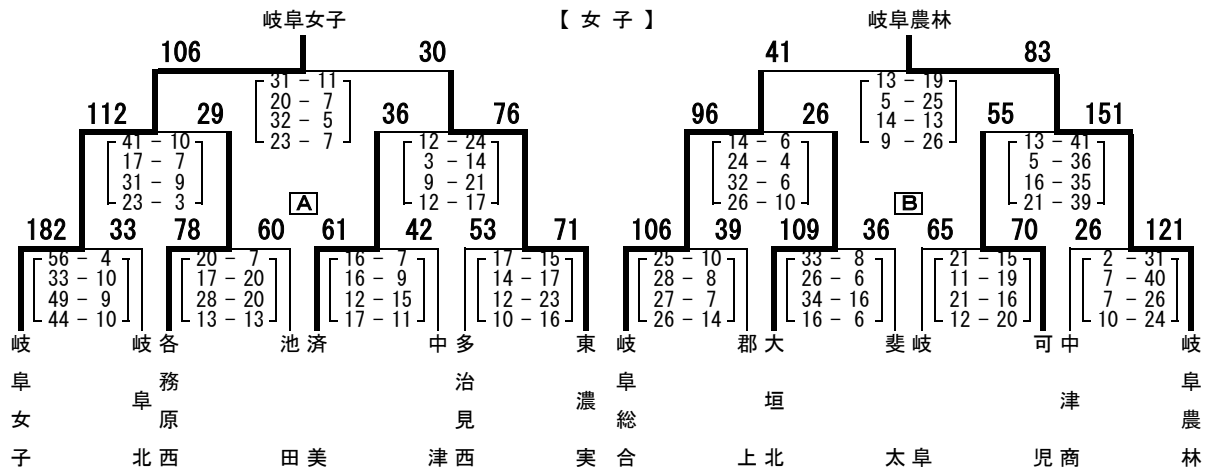 岐阜女子 【 女 子 】 岐阜農林
106 30 41 83
31 - 11 13 - 19
20 - 7 5 - 25
32 - 5 14 - 13
23 - 7 9 - 26
112 29 36 76 96 26 55 151
41 - 10 12 - 24 14 - 6 13 - 41
17 - 7 3 - 14 24 - 4 5 - 36
31 - 9 9 - 21 32 - 6 16 - 35
23 - 3 12 - 17 26 - 10 21 - 39
A B
182 33 78 60 61 42 53 71 106 39 109 36 65 70 26 121
56 - 4 20 - 7 16 - 7 17 - 15 25 - 10 33 - 8 21 - 15 2 - 31
33 - 10 17 - 20 16 - 9 14 - 17 28 - 8 26 - 6 11 - 19 7 - 40
49 - 9 28 - 20 12 - 15 12 - 23 27 - 7 34 - 16 21 - 16 7 - 26
44 - 10 13 - 13 17 - 11 10 - 16 26 - 14 16 - 6 12 - 20 10 - 24
岐阜女子
岐阜北
各務原西
池田
済美
中津
多治見西
東濃実
岐阜総合
郡上
大垣北
斐太
岐阜
可児
中津商
岐阜農林